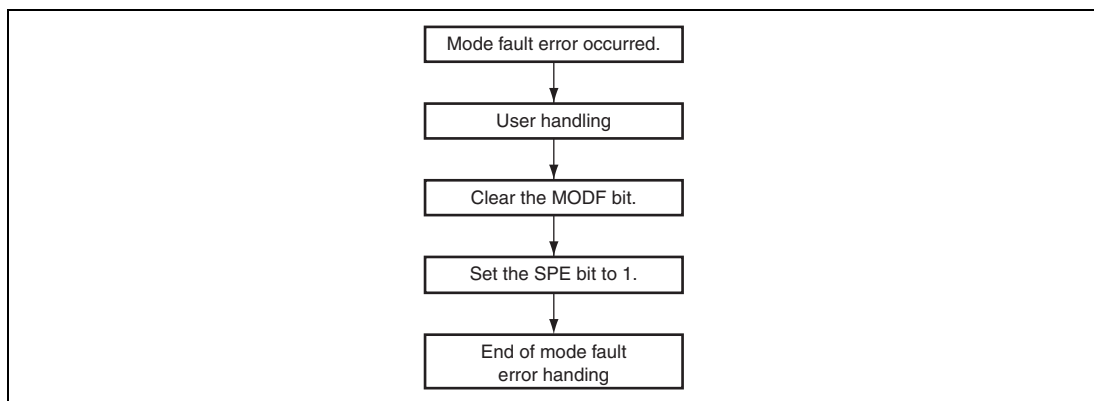 Mode fault error occurred.
User handling
Clear the MODF bit.
Set the SPE bit to 1.
End of mode fault
error handing